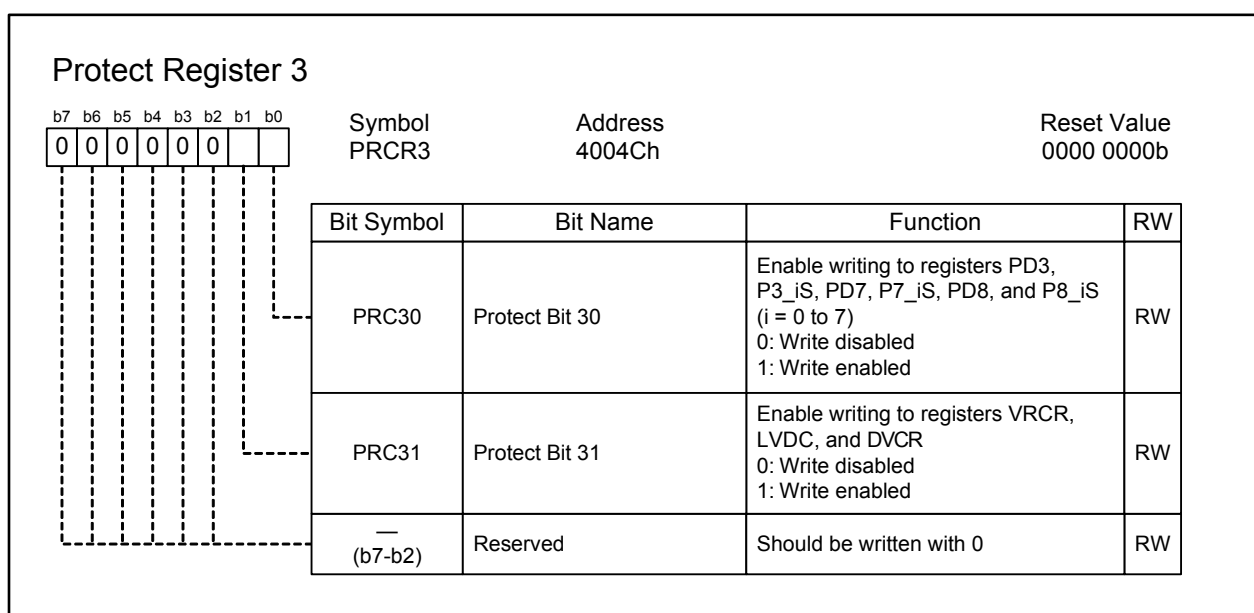 Protect Register 3
b7 b6 b5 b4 b3 b2 b1 b0
0 0 0 0 0 0
Symbol Address Reset Value
PRCR3 4004Ch 0000 0000b
Bit Symbol Bit Name Function RW
PRC30 Protect Bit 30 Enable writing to registers PD3,
P3_iS, PD7, P7_iS, PD8, and P8_iS
(i = 0 to 7)
0: Write disabled
1: Write enabled
RW
PRC31 Protect Bit 31 Enable writing to registers VRCR,
LVDC, and DVCR
0: Write disabled
1: Write enabled
RW
—
(b7-b2) Reserved Should be written with 0 RW